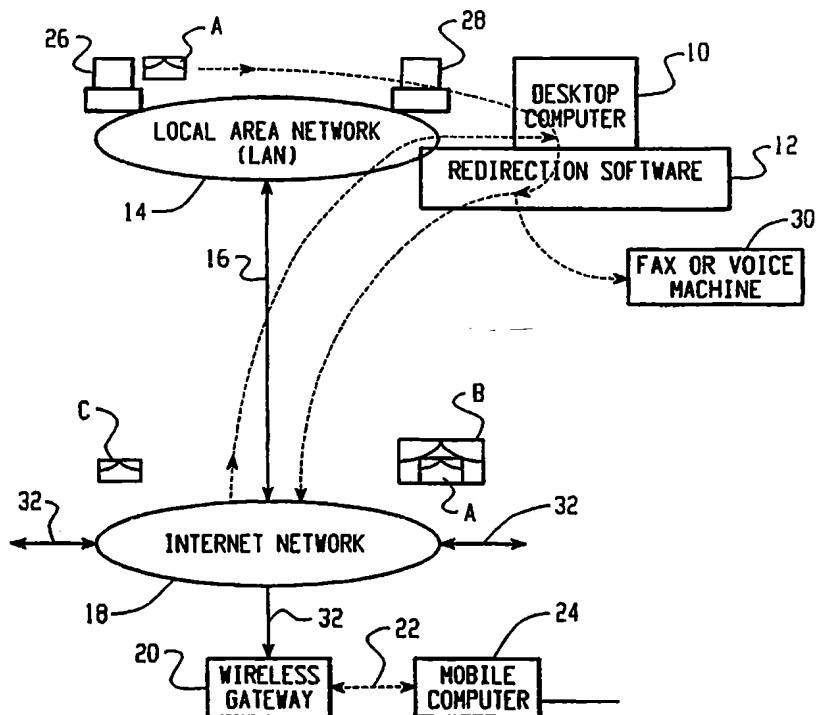 26
A
28
10
DESKTOP
COMPUTER
LOCAL AREA NETWORK
(LAN)
12
REDIRECTION SOFTWARE
14
30
16
FAX OR VOICE
MACHINE
C
B
A
32
32
INTERNET NETWORK
18
32
24
20
22
WIRELESS
GATEWAY
MOBILE
COMPUTER